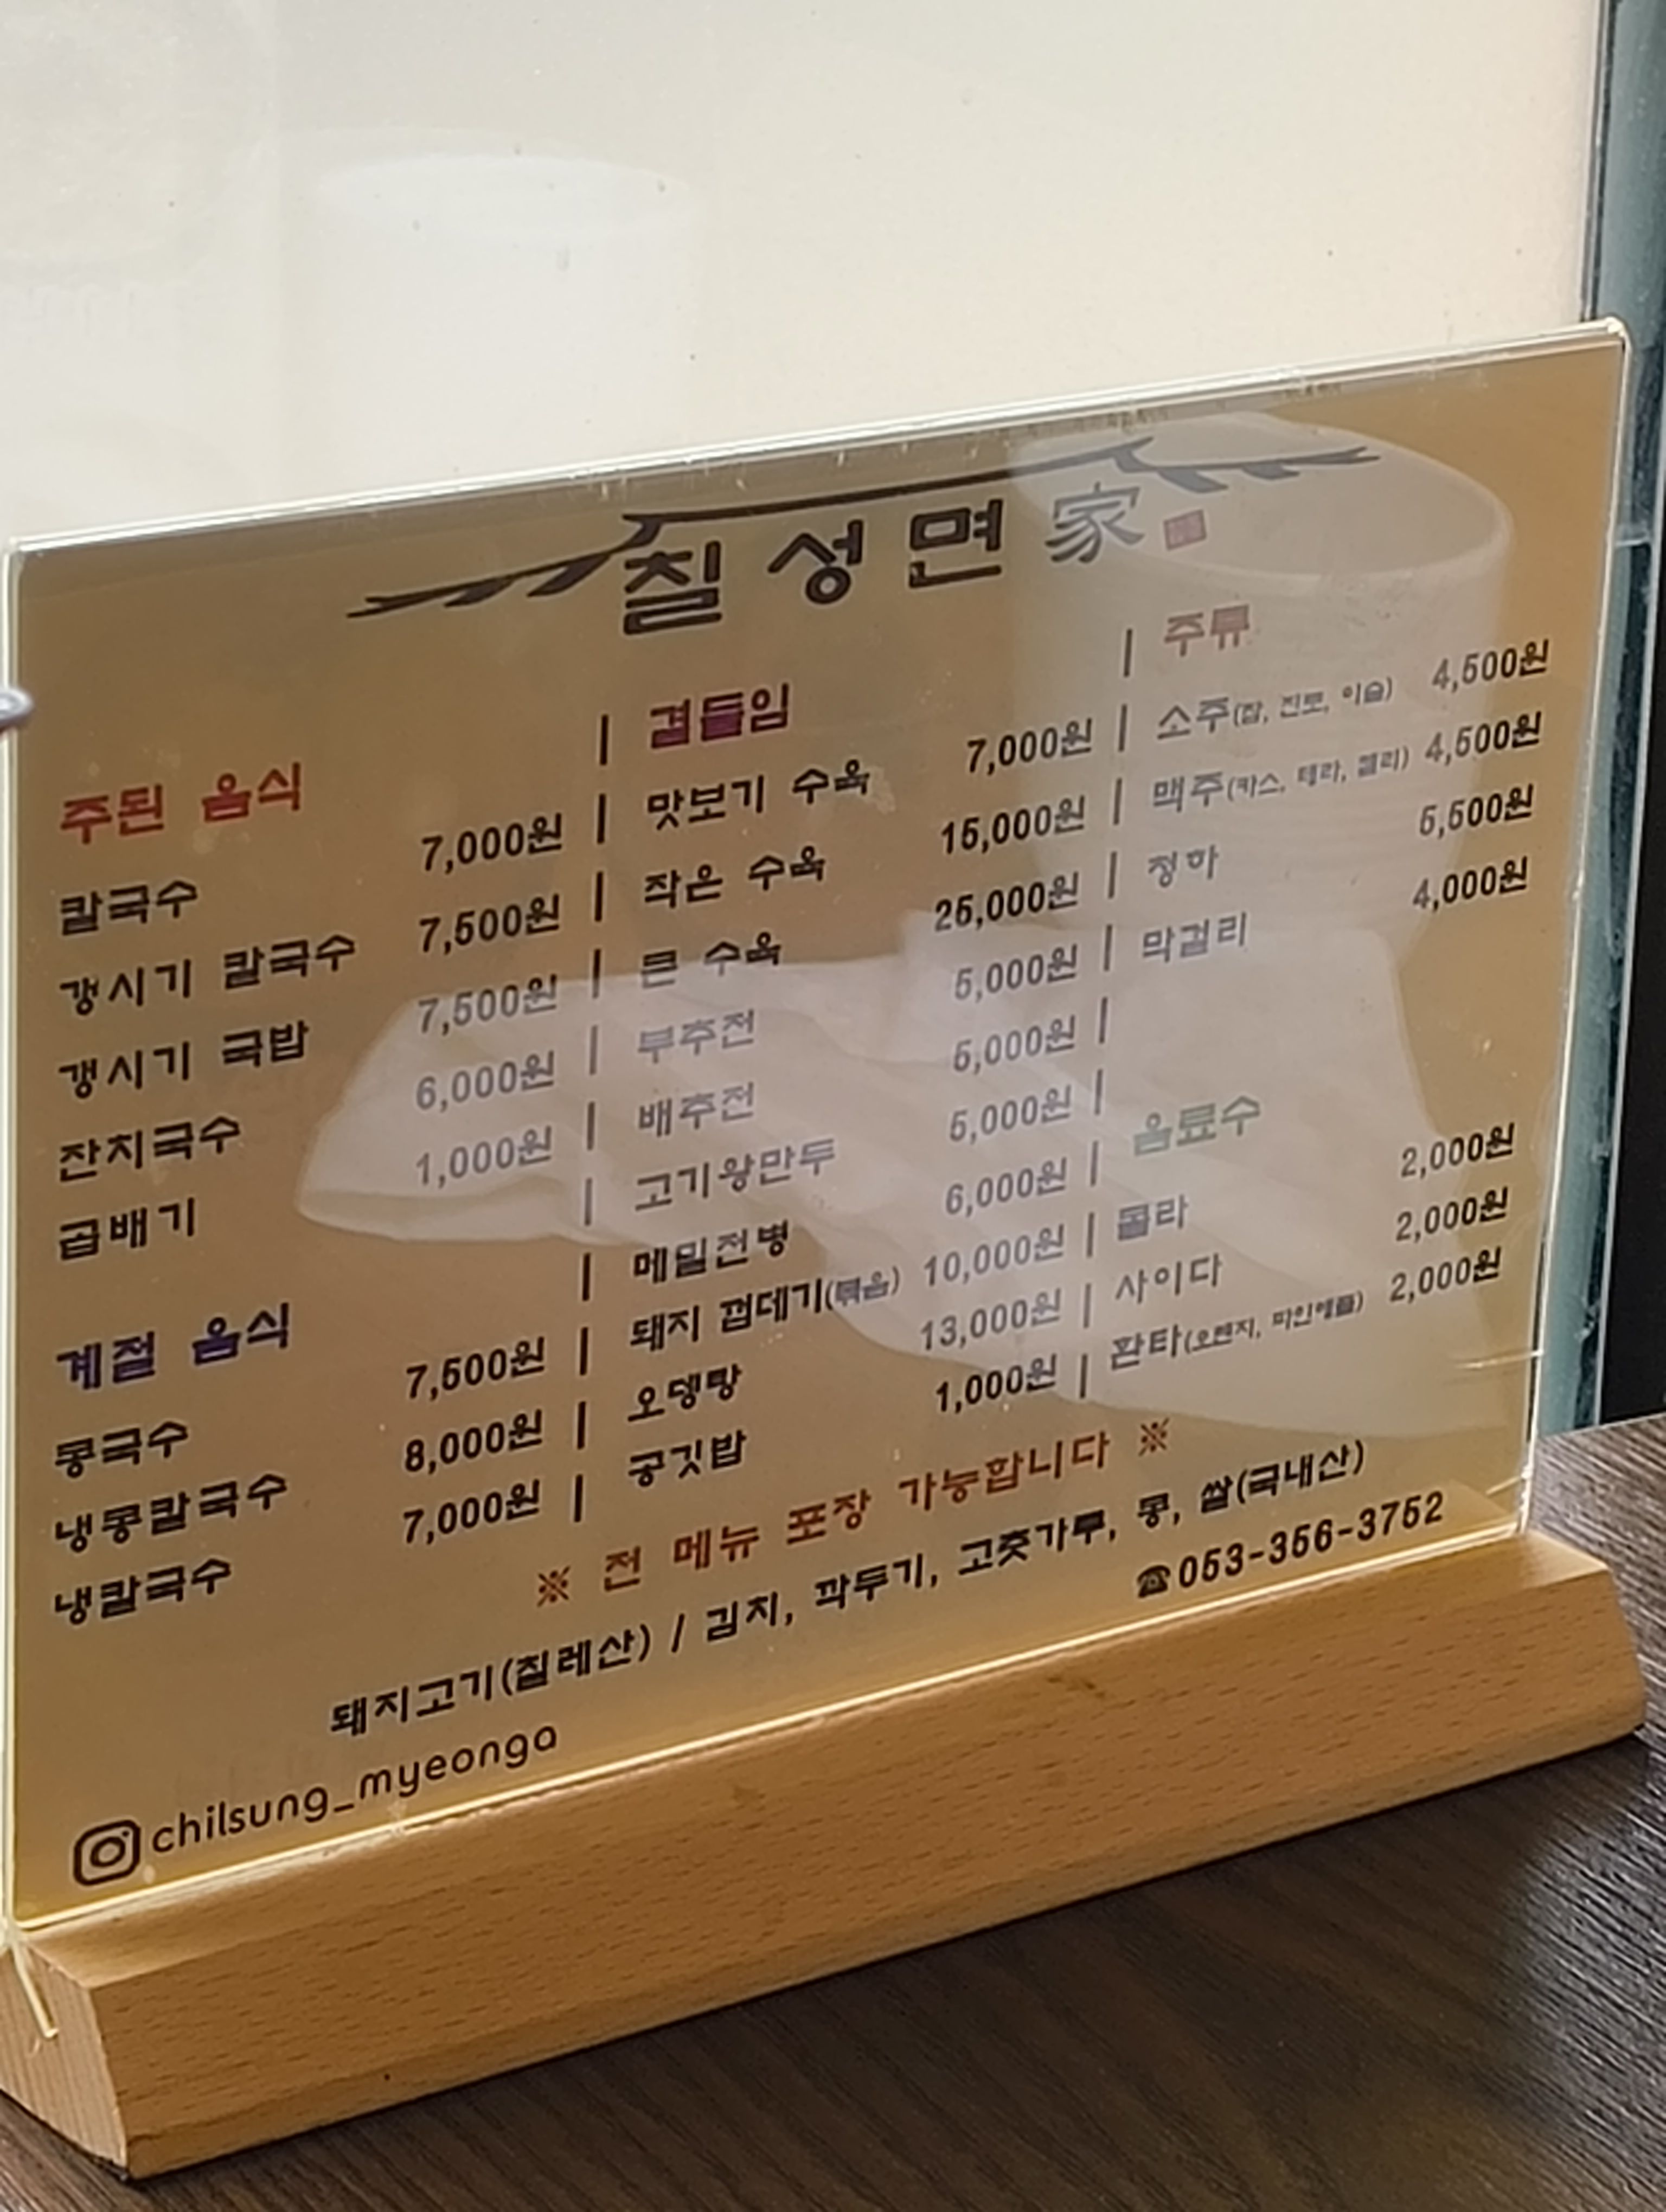 칠성면家
주된 음식
칼국수 7,000원
갱시기 칼국수 7,500원
갱시기 국밥 7,500원
잔치국수 6,000원
곱배기 1,000원
계절 음식
콩국수 7,500원
냉콩칼국수 8,000원
냉칼국수 7,000원
곁들임
맛보기 수육 7,000원
작은 수육 15,000원
큰 수육 25,000원
부추전 5,000원
배추전 5,000원
고기왕만두 5,000원
메밀전병 6,000원
돼지 껍데기(볶음) 10,000원
오뎅탕 13,000원
공깃밥 1,000원
주류
소주(참, 진로, 이슬) 4,500원
맥주(카스, 테라, 켈리) 4,500원
청하 5,500원
막걸리 4,000원
음료수
콜라 2,000원
사이다 2,000원
환타(오렌지, 파인애플) 2,000원
※ 전 메뉴 포장 가능합니다 ※
돼지고기(칠레산) / 김치, 깍두기, 고춧가루, 콩, 쌀(국내산)
☎053-356-3752
chilsung_myeonga